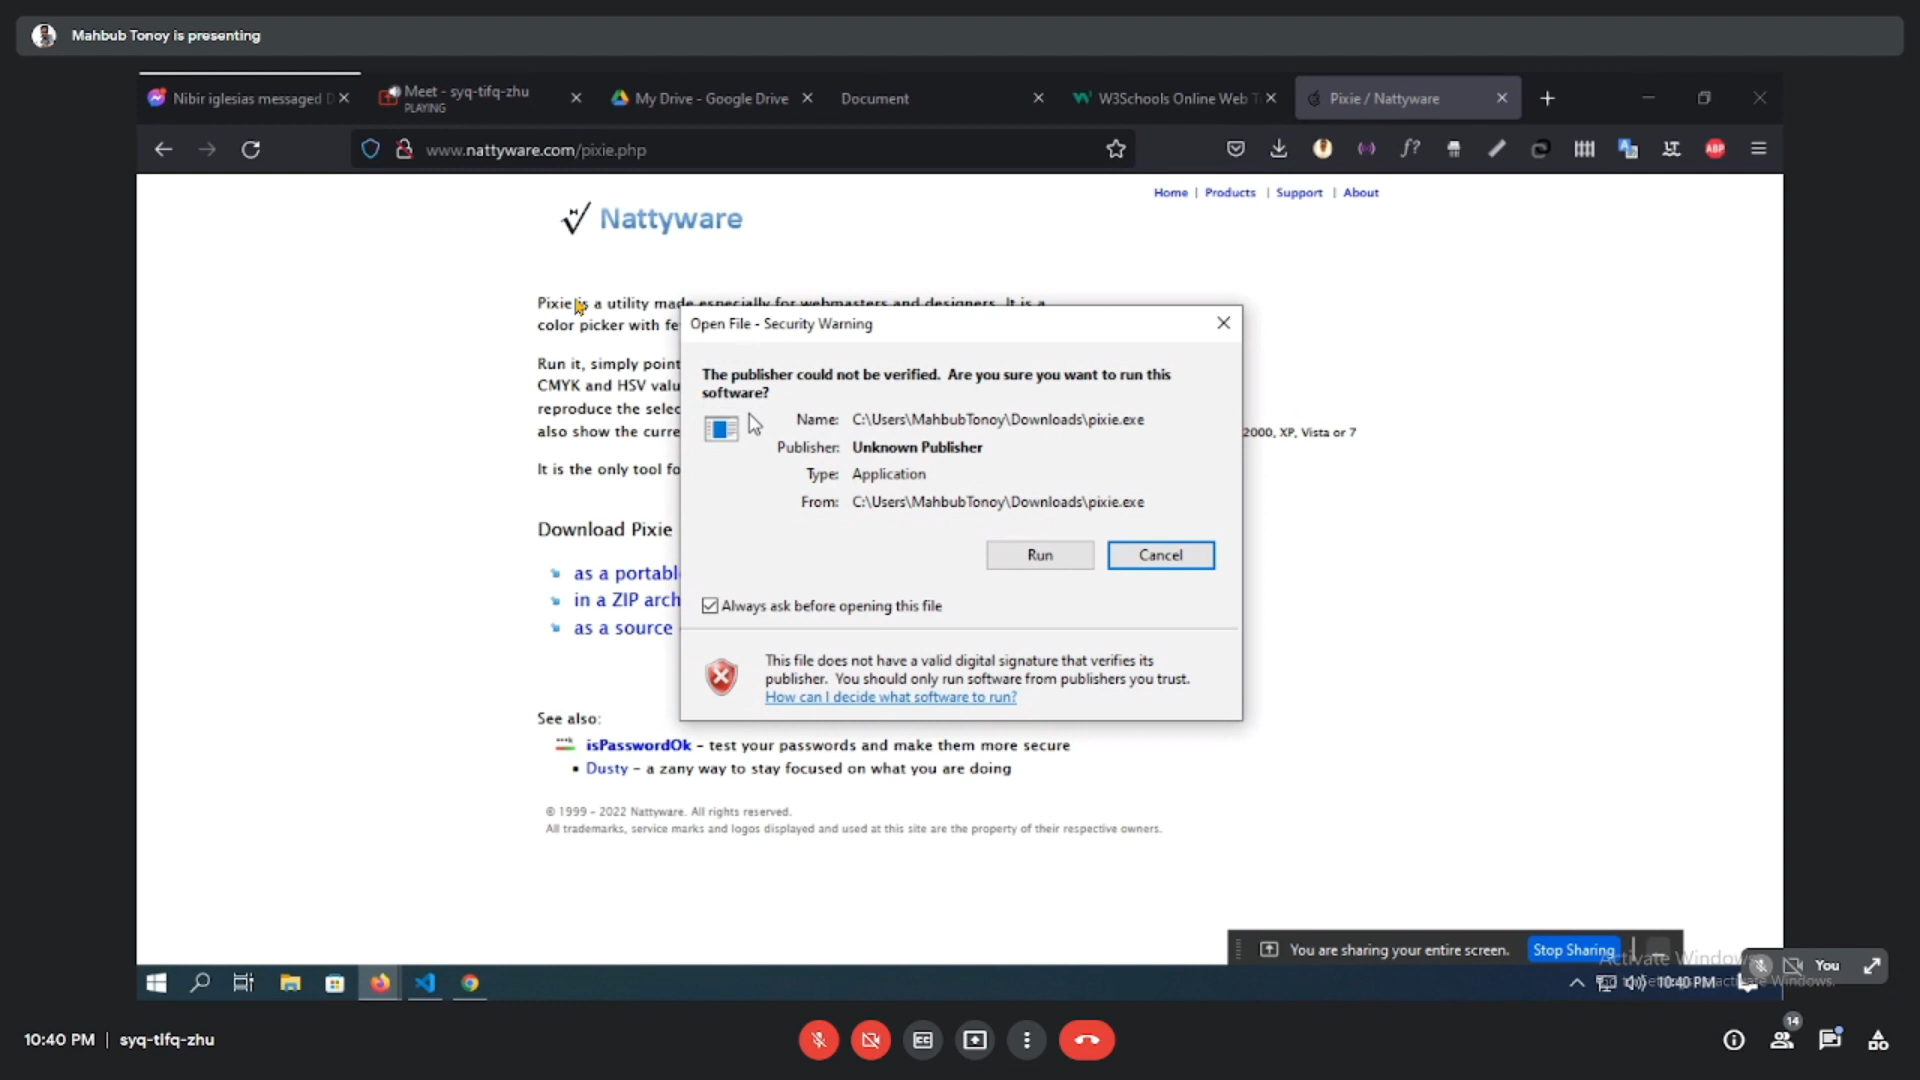 Mahbub Tonoy is presenting
Nibir iglesias messaged D
Meet - syq-tifq-zhu
PLAYING
My Drive - Google Drive
Document
W3Schools Online Web T
Pixie / Nattyware
www.nattyware.com/pixie.php
f?
ABP
Home | Products | Support | About
Nattyware
Pixie is a utility made especially for webmasters and designers. It is a
color picker with fe
Run it, simply point
CMYK and HSV valu
reproduce the selec
also show the curre
2000, XP, Vista or 7
It is the only tool fo
Download Pixie
as a portabl
in a ZIP arch
as a source
Open File - Security Warning
The publisher could not be verified. Are you sure you want to run this
software?
Name: C:\Users\MahbubTonoy\Downloads\pixie.exe
Publisher: Unknown Publisher
Type: Application
From: C:\Users\MahbubTonoy\Downloads\pixie.exe
Run
Cancel
Always ask before opening this file
This file does not have a valid digital signature that verifies its
publisher. You should only run software from publishers you trust.
How can I decide what software to run?
See also:
isPasswordOk - test your passwords and make them more secure
Dusty - a zany way to stay focused on what you are doing
© 1999 - 2022 Nattyware. All rights reserved.
All trademarks, service marks and logos displayed and used at this site are the property of their respective owners.
You are sharing your entire screen.
Stop Sharing
Activate Window
You
10:40 PM
Windows.
10:40 PM | syq-tifq-zhu
14